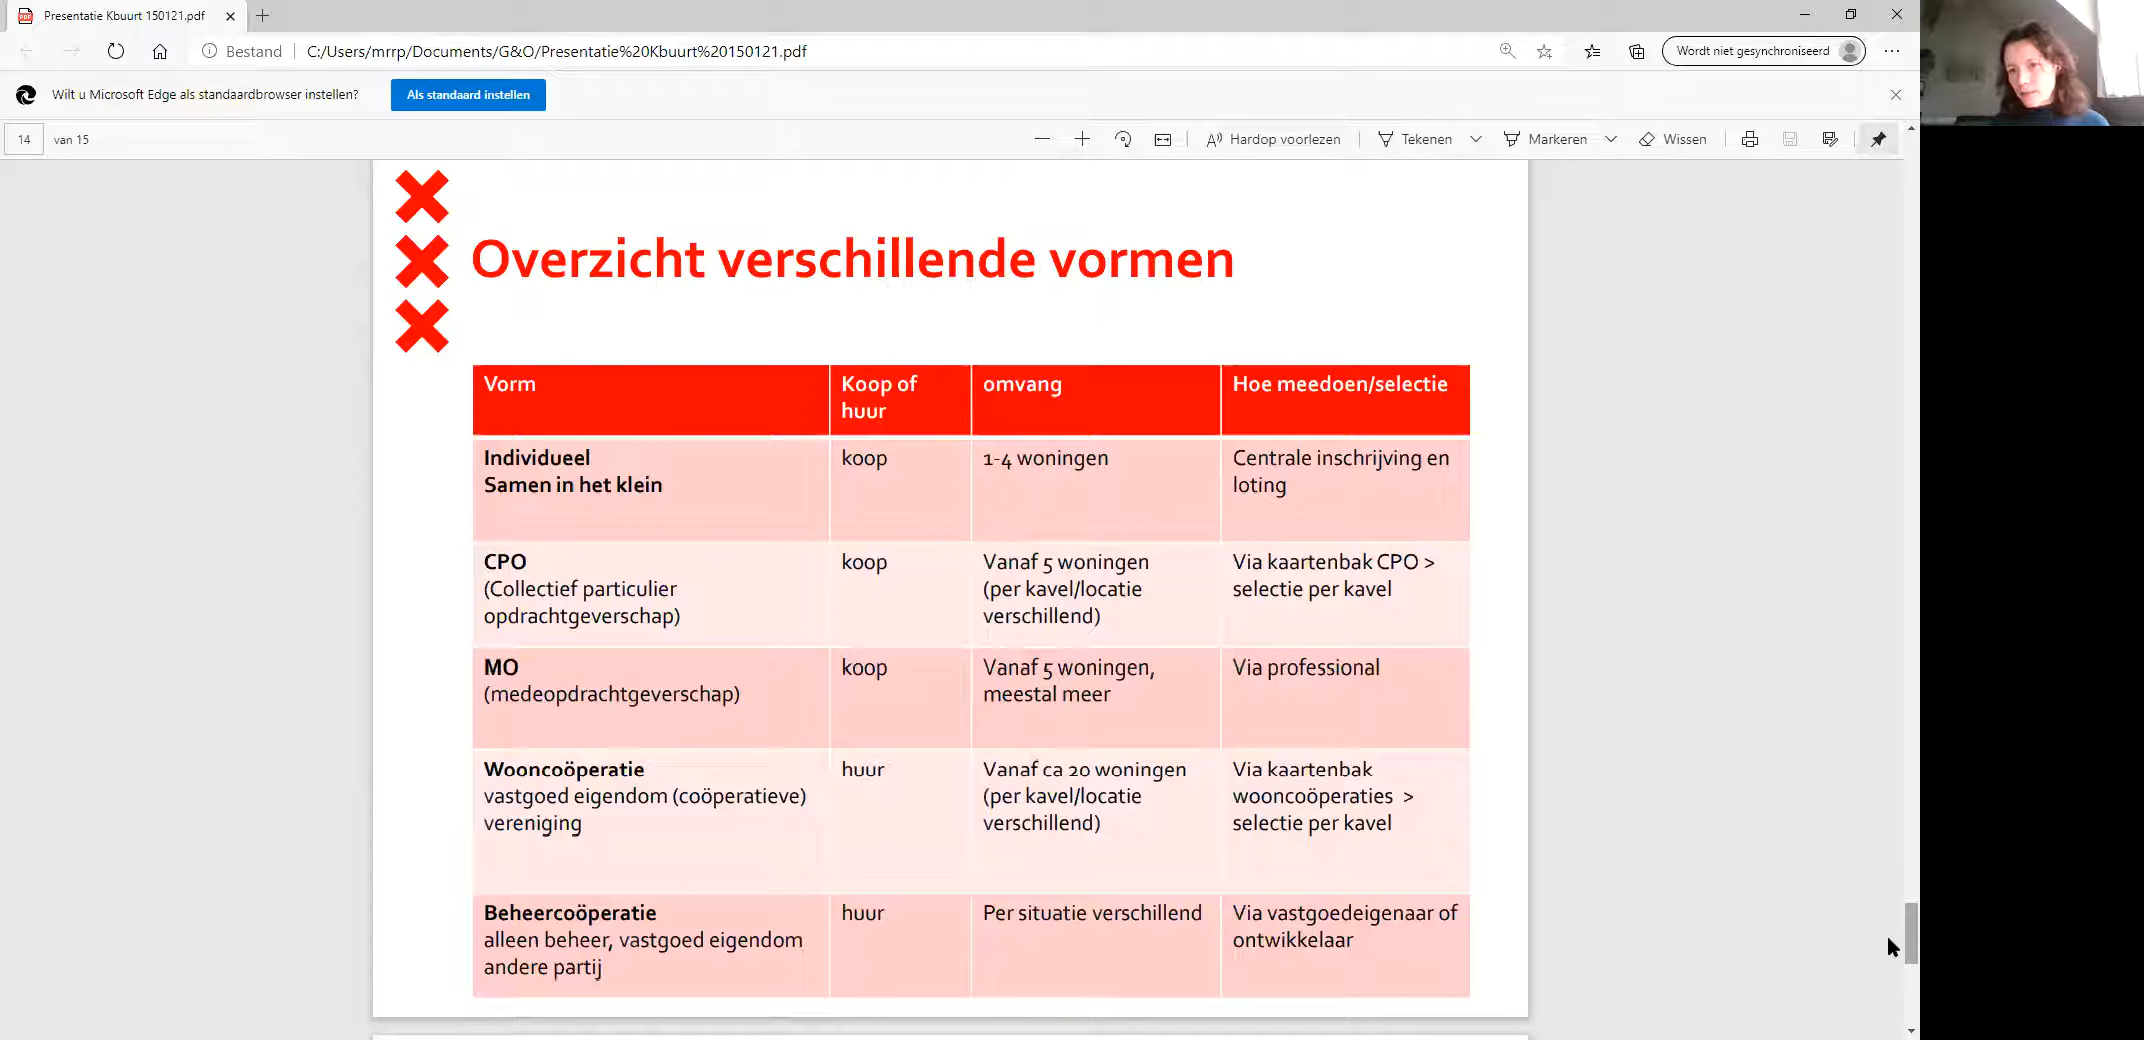 Presentatie Kbuurt 150121.pdf
Bestand
C:/Users/mrrp/Documents/G&O/Presentatie%20Kbuurt%20150121.pdf
Wordt niet gesynchroniseerd
Wilt u Microsoft Edge als standaardbrowser instellen?
Als standaard instellen
14 van 15
Hardop voorlezen
Tekenen
Markeren
Wissen
Overzicht verschillende vormen
Vorm
Koop of
huur
omvang
Hoe meedoen/selectie
Individueel
Samen in het klein
koop
1-4 woningen
Centrale inschrijving en
loting
CPO
(Collectief particulier
opdrachtgeverschap)
koop
Vanaf 5 woningen
(per kavel/locatie
verschillend)
Via kaartenbak CPO >
selectie per kavel
MO
(medeopdrachtgeverschap)
koop
Vanaf 5 woningen,
meestal meer
Via professional
Wooncoöperatie
vastgoed eigendom (coöperatieve)
vereniging
huur
Vanaf ca 20 woningen
(per kavel/locatie
verschillend)
Via kaartenbak
wooncoöperaties >
selectie per kavel
Beheercoöperatie
alleen beheer, vastgoed eigendom
andere partij
huur
Per situatie verschillend
Via vastgoedeigenaar of
ontwikkelaar